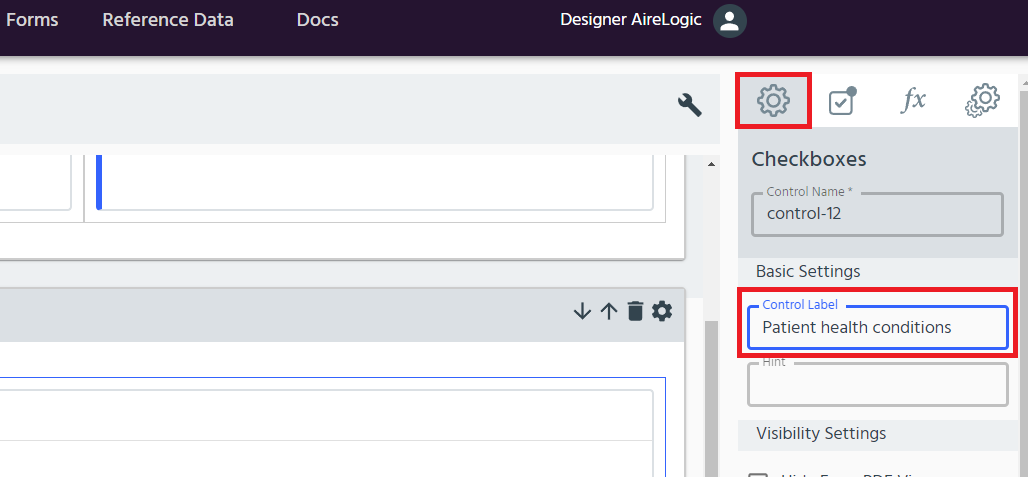 Forms Reference Data Docs Designer AireLogic
fx
Checkboxes
Control Name *
control-12
Basic Settings
Control Label
Patient health conditions
Hint
Visibility Settings